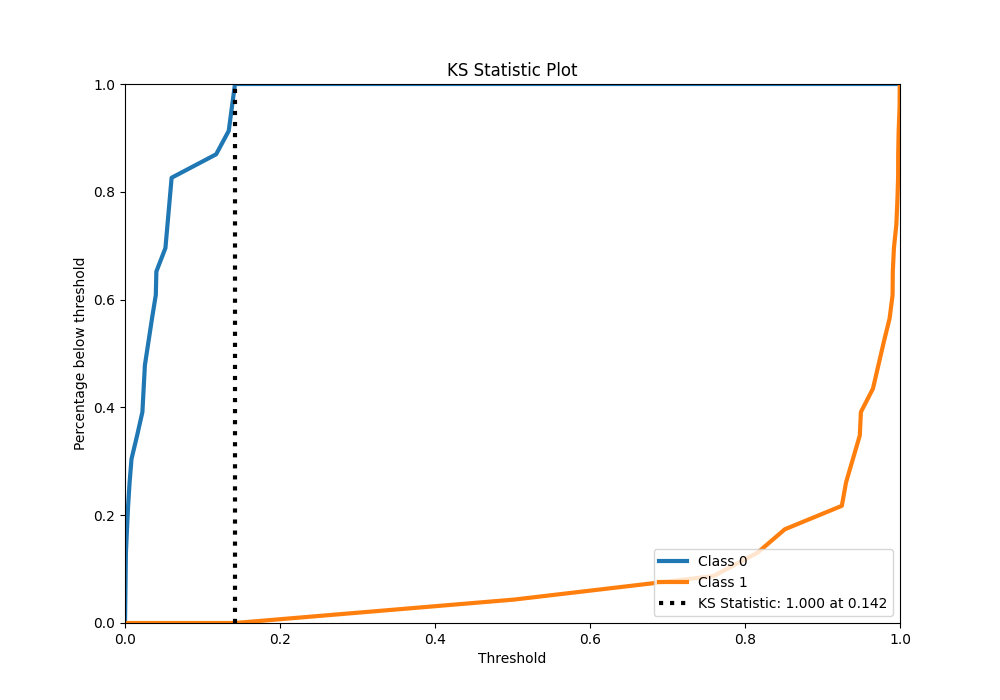 KS Statistic Plot
Percentage below threshold
1.0
0.8
0.6
0.4
0.2
0.0
0.0 0.2 0.4 0.6 0.8 1.0
Threshold
Class 0
Class 1
KS Statistic: 1.000 at 0.142